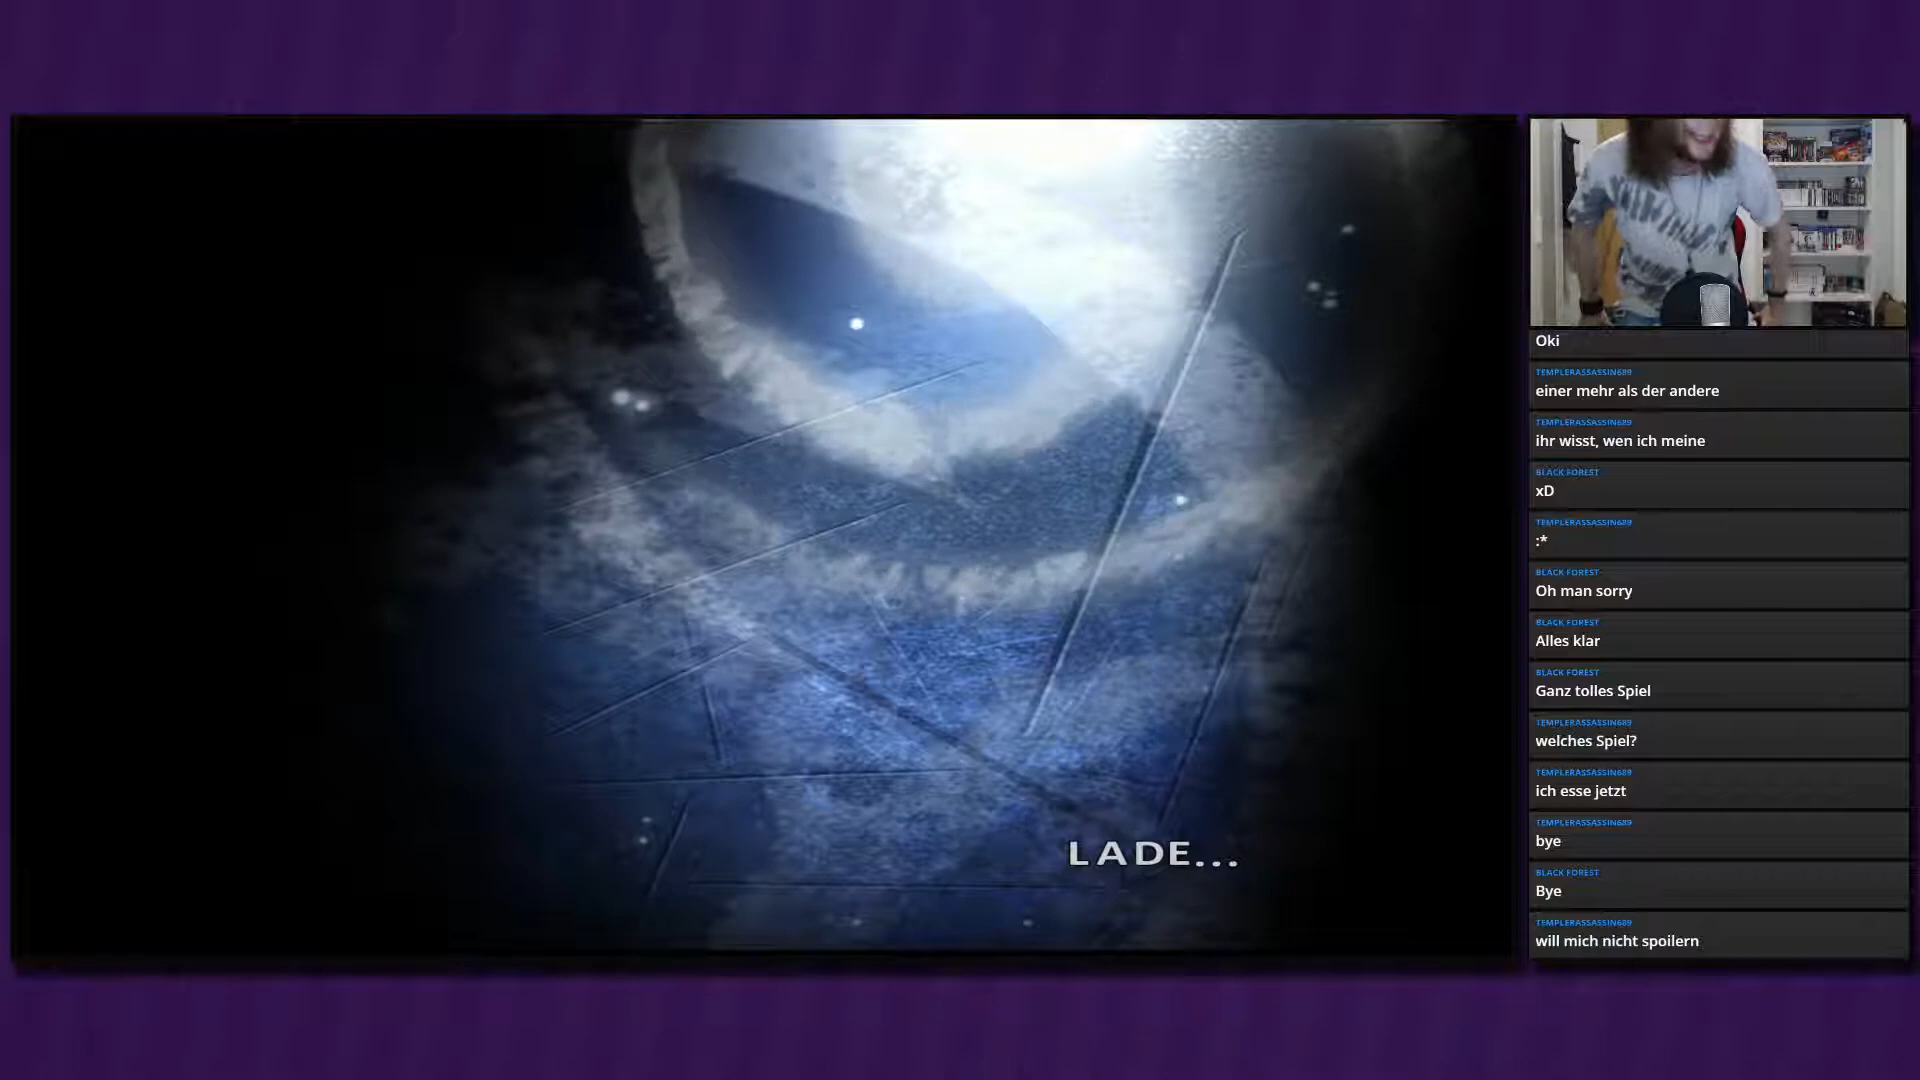 LADE...
Oki
TEMPLERASSASSIN689
einer mehr als der andere
TEMPLERASSASSIN689
ihr wisst, wen ich meine
BLACK FOREST
xD
TEMPLERASSASSIN689
:*
BLACK FOREST
Oh man sorry
BLACK FOREST
Alles klar
BLACK FOREST
Ganz tolles Spiel
TEMPLERASSASSIN689
welches Spiel?
TEMPLERASSASSIN689
ich esse jetzt
TEMPLERASSASSIN689
bye
BLACK FOREST
Bye
TEMPLERASSASSIN689
will mich nicht spoilern